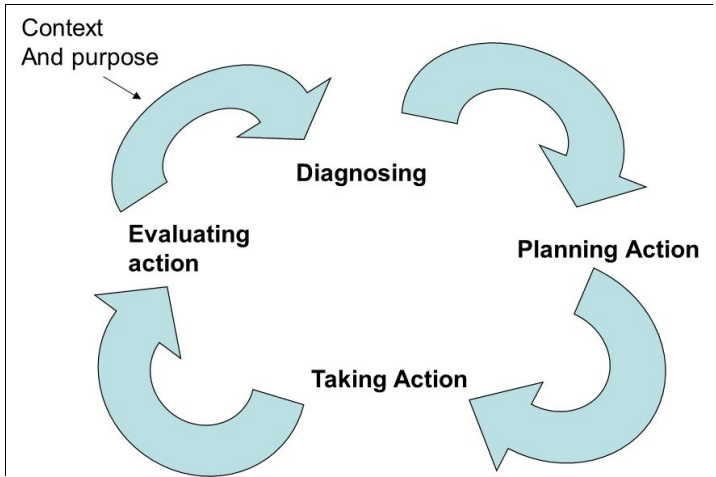 Context
And purpose
Diagnosing
Evaluating
action
Planning Action
Taking Action